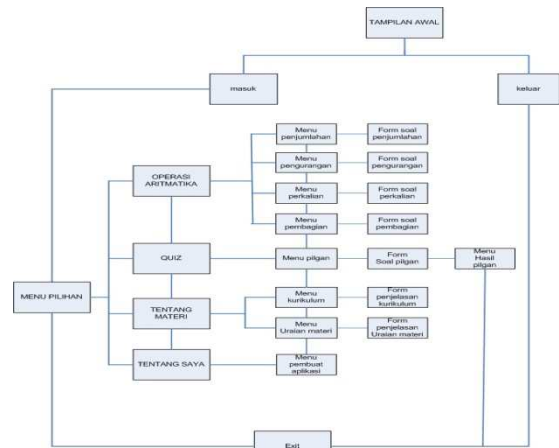 TAMPILAN AWAL
masuk
keluar
Menu
penjumlahan
Form soal
penjumlahan
Menu
pengurangan
Form soal
pengurangan
OPERASI
ARITMATIKA
Menu
perkalian
Form soal
perkalian
Menu
pembagian
Form soal
pembagian
QUIZ
Menu pilgan
Form
Soal pilgan
Menu
Hasil
pilgan
MENU PILIHAN
TENTANG
MATERI
Menu
kurikulum
Form
penjelasan
kurikulum
Menu
Uraian materi
Form
penjelasan
Uraian materi
TENTANG SAYA
Menu
pembuat
aplikasi
Exit